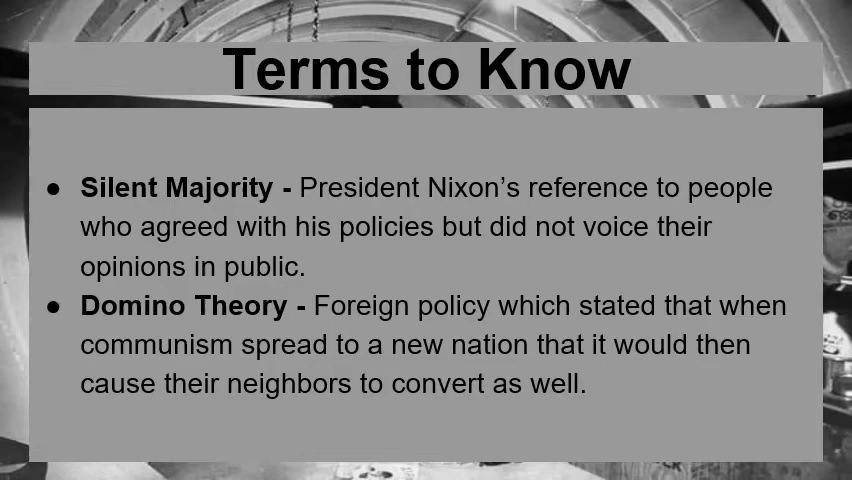 Terms to Know
● Silent Majority - President Nixon’s reference to people
who agreed with his policies but did not voice their
opinions in public.
● Domino Theory - Foreign policy which stated that when
communism spread to a new nation that it would then
cause their neighbors to convert as well.